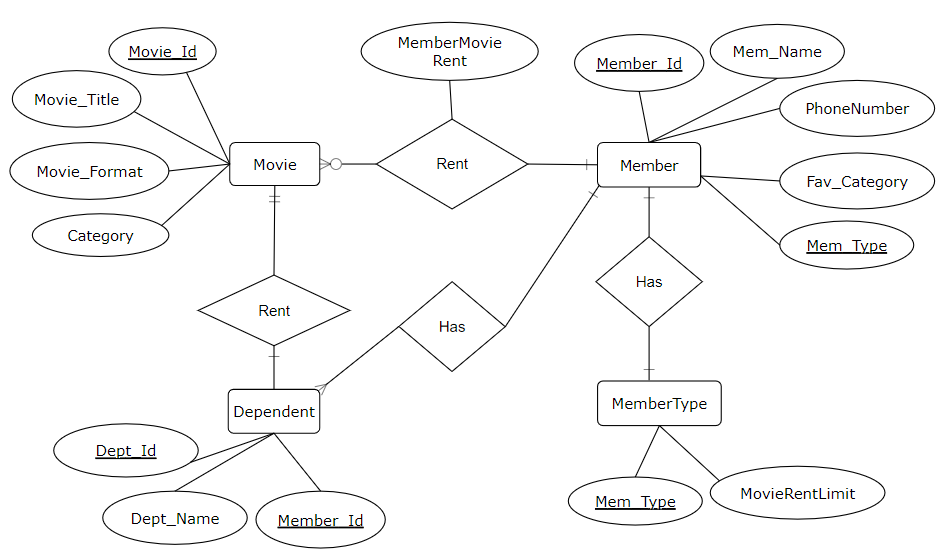 Movie_Id
MemberMovie
Rent
Member_Id
Mem_Name
Movie_Title
PhoneNumber
Movie
Rent
Member
Movie_Format
Fav_Category
Category
Mem_Type
Has
Rent
Has
Dependent
MemberType
Dept_Id
MovieRentLimit
Mem_Type
Dept_Name
Member_Id